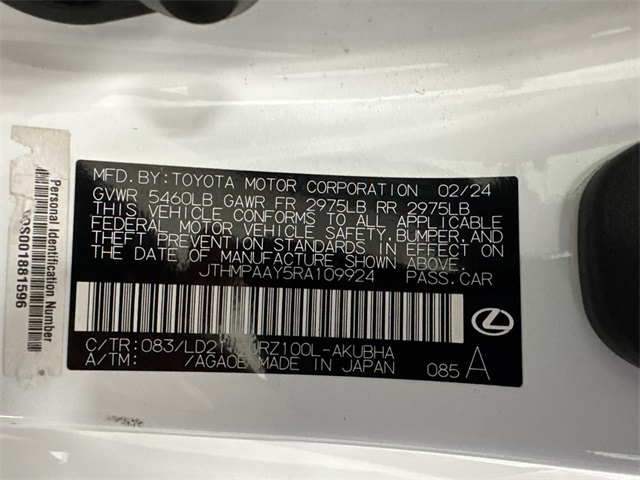 MFD.BY:TOYOTA MOTOR CORPORATION 02/24
GVWR 5460LB GAWR FR 2975LB RR 2975LB
THIS VEHICLE CONFORMS TO ALL APPLICABLE
FEDERAL MOTOR VEHICLE SAFETY,BUMPER,AND
THEFT PREVENTION STANDARDS IN EFFECT ON
THE DATE OF MANUFACTURE SHOWN ABOVE.
JTHMPAAY5RA109924 PASS.CAR
C/TR: 083/LD21
A/TM: /AGA0E MADE IN JAPAN 085 A
Personal Identification Number